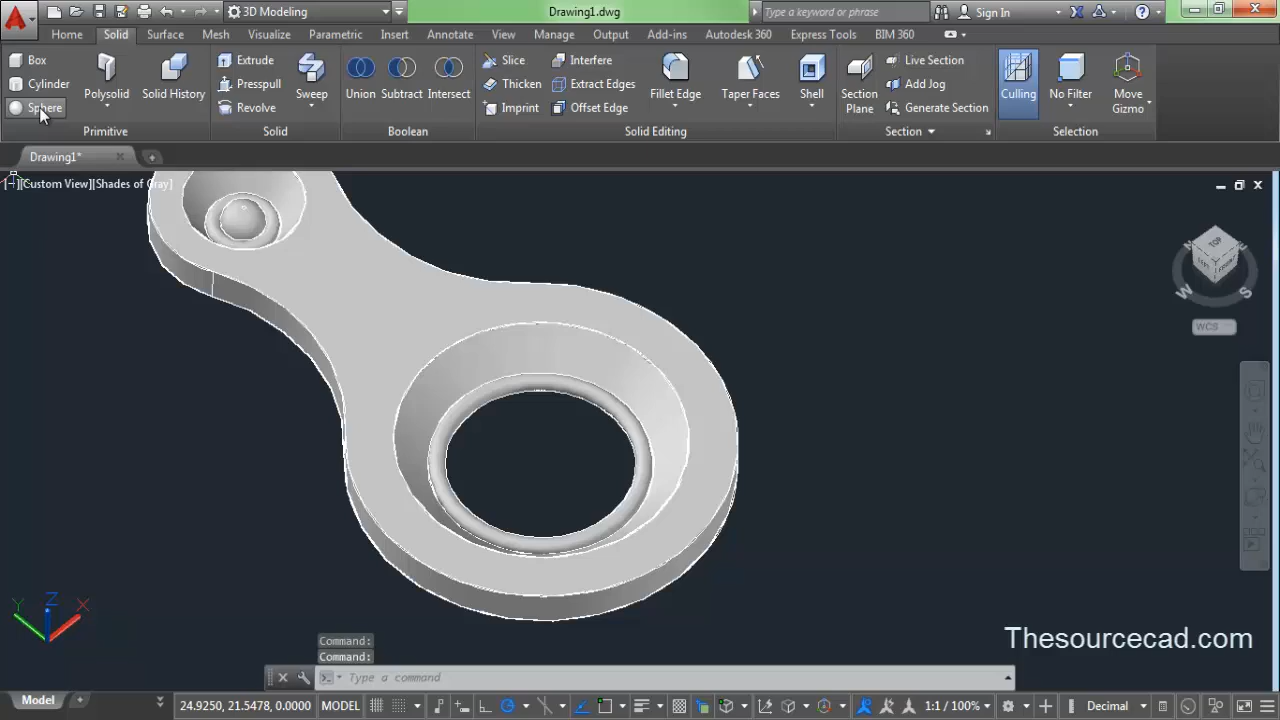 3D Modeling
Drawing1.dwg
Type a keyword or phrase
Sign In
Home Solid Surface Mesh Visualize Parametric Insert Annotate View Manage Output Add-ins Autodesk 360 Express Tools BIM 360
Box
Cylinder
Sphere
Polysolid
Solid History
Primitive
Extrude
Presspull
Revolve
Sweep
Solid
Union
Subtract
Intersect
Boolean
Slice
Thicken
Imprint
Interfere
Extract Edges
Offset Edge
Fillet Edge
Taper Faces
Shell
Solid Editing
Section
Plane
Live Section
Add Jog
Generate Section
Section
Culling
No Filter
Move
Gizmo
Selection
Drawing1*
[−][Custom View][Shades of Gray]
TOP
LEFT
FRONT
N
E
W
S
WCS
Y
Z
X
Thesourcecad.com
Command:
Command:
Type a command
Model
24.9250, 21.5478, 0.0000 MODEL
1:1 / 100%
Decimal